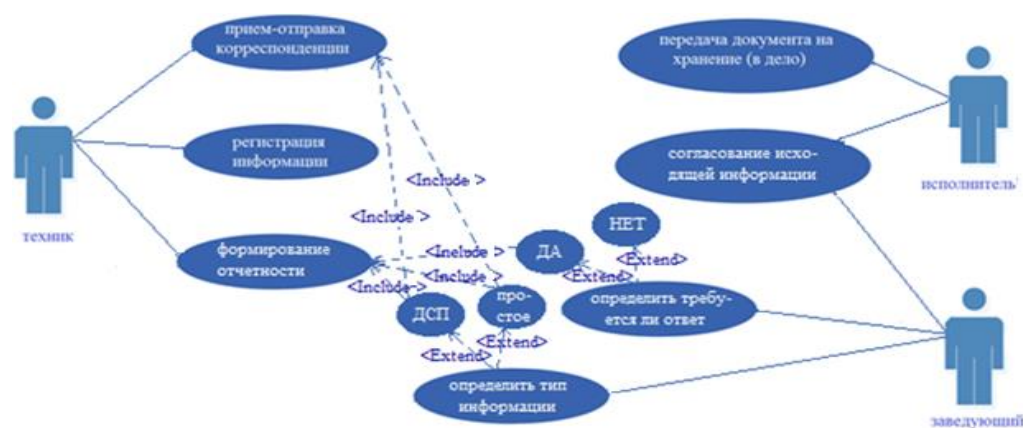 прием-отправка
корреспонденции
передача документа на
хранение (в дело)
регистрация
информации
согласование исхо-
дящей информации
<Include >
исполнитель
<Include >
НЕТ
техник
формирование
отчетности
<Include >
ДА
<Include >
<Extend>
<Extend>
<Include >
ДСП
про-
стое
определить требу-
ется ли ответ
<Extend>
<Extend>
определить тип
информации
заведующий